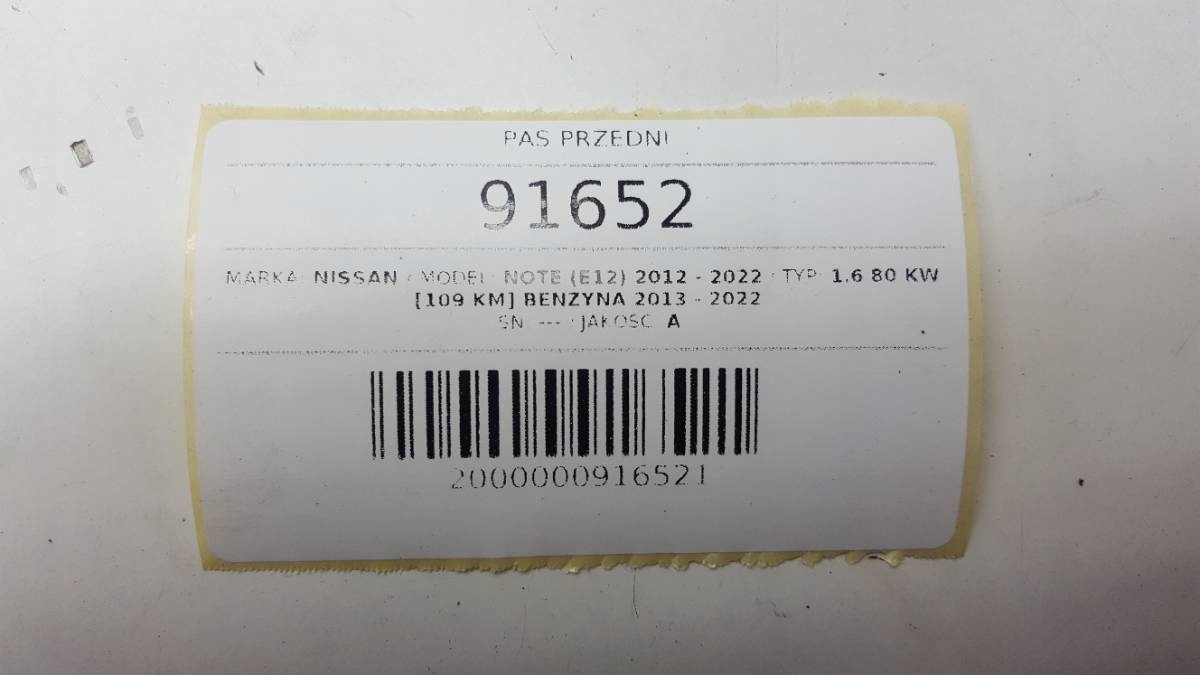 PAS PRZEDNI
91652
MARKA: NISSAN / MODEL: NOTE (E12) 2012 - 2022 / TYP: 1.6 80 KW
[109 KM] BENZYNA 2013 - 2022
SN: --- / JAKOŚĆ: A
2000000916521